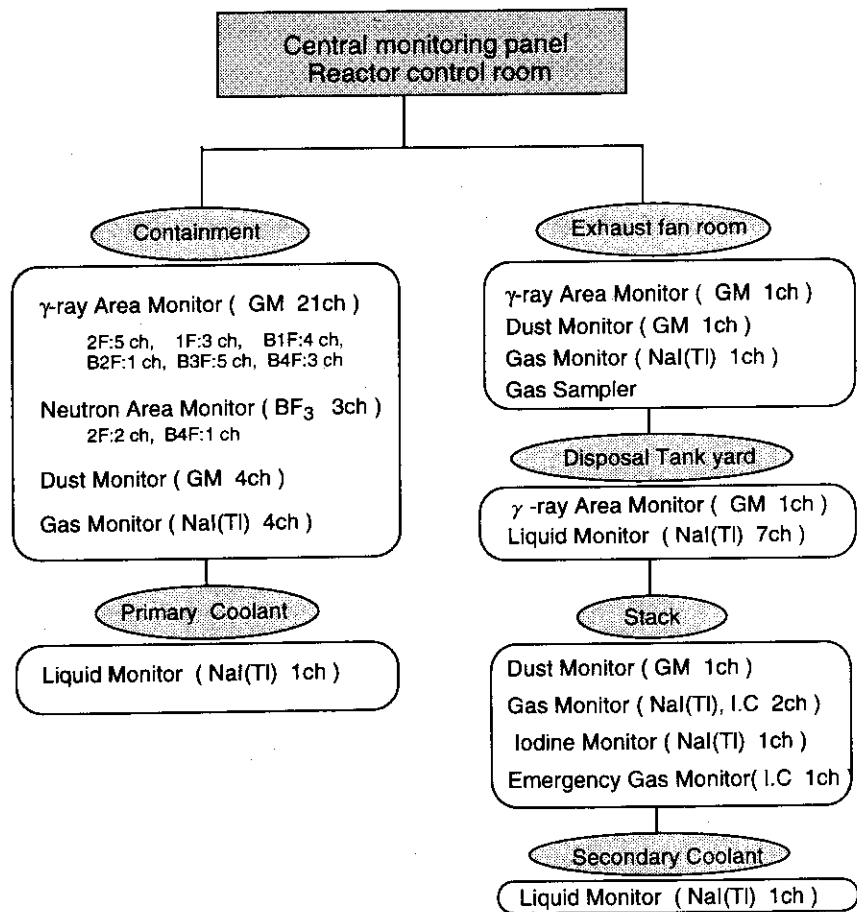 Central monitoring panel
Reactor control room
Containment
γ-ray Area Monitor ( GM 21ch )
2F:5 ch, 1F:3 ch, B1F:4 ch,
B2F:1 ch, B3F:5 ch, B4F:3 ch
Neutron Area Monitor ( BF₃ 3ch )
2F:2 ch, B4F:1 ch
Dust Monitor ( GM 4ch )
Gas Monitor ( NaI(Tl) 4ch )
Primary Coolant
Liquid Monitor ( NaI(Tl) 1ch )
Exhaust fan room
γ-ray Area Monitor ( GM 1ch )
Dust Monitor ( GM 1ch )
Gas Monitor ( NaI(Tl) 1ch )
Gas Sampler
Disposal Tank yard
γ -ray Area Monitor ( GM 1ch )
Liquid Monitor ( NaI(Tl) 7ch )
Stack
Dust Monitor ( GM 1ch )
Gas Monitor ( NaI(Tl), I.C 2ch )
Iodine Monitor ( NaI(Tl) 1ch )
Emergency Gas Monitor( I.C 1ch )
Secondary Coolant
Liquid Monitor ( NaI(Tl) 1ch )